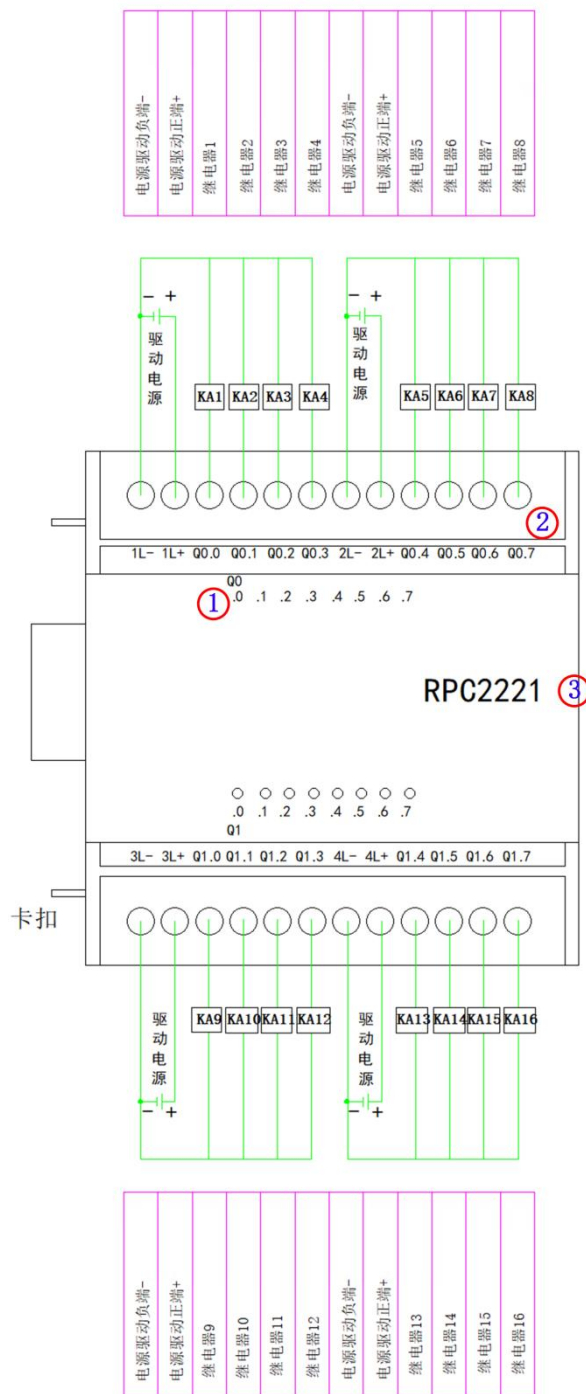 电源驱动负端-
电源驱动正端+
继电器1
继电器2
继电器3
继电器4
电源驱动负端-
电源驱动正端+
继电器5
继电器6
继电器7
继电器8
- + - +
驱动电源
驱动电源
KA1 KA2 KA3 KA4 KA5 KA6 KA7 KA8
②
1L- 1L+ Q0.0 Q0.1 Q0.2 Q0.3 2L- 2L+ Q0.4 Q0.5 Q0.6 Q0.7
Q0
① .0 .1 .2 .3 .4 .5 .6 .7
RPC2221 ③
.0 .1 .2 .3 .4 .5 .6 .7
Q1
3L- 3L+ Q1.0 Q1.1 Q1.2 Q1.3 4L- 4L+ Q1.4 Q1.5 Q1.6 Q1.7
卡扣
KA9 KA10 KA11 KA12 KA13 KA14 KA15 KA16
驱动电源
驱动电源
- + - +
电源驱动负端-
电源驱动正端+
继电器9
继电器10
继电器11
继电器12
电源驱动负端-
电源驱动正端+
继电器13
继电器14
继电器15
继电器16